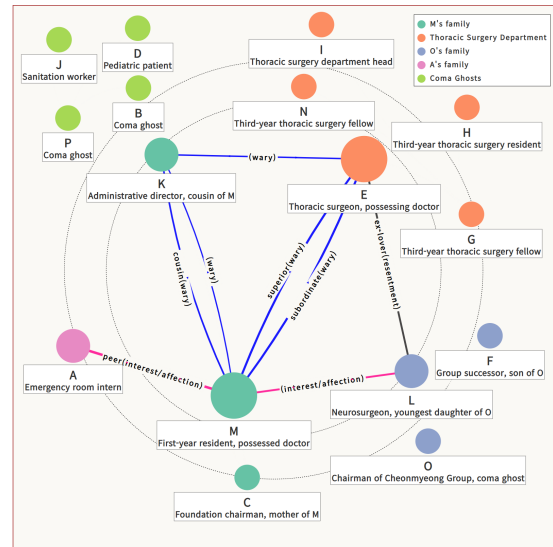 M's family
Thoracic Surgery Department
O's family
A's family
Coma Ghosts
I
Thoracic surgery department head
D
Pediatric patient
J
Sanitation worker
B
Coma ghost
N
Third-year thoracic surgery fellow
H
Third-year thoracic surgery resident
P
Coma ghost
(wary)
K
Administrative director, cousin of M
E
Thoracic surgeon, possessing doctor
G
Third-year thoracic surgery fellow
cousin(wary)
(wary)
superior(wary)
subordinate(wary)
ex-lover(resentment)
peer(interest/affection)
(interest/affection)
A
Emergency room intern
F
Group successor, son of O
L
Neurosurgeon, youngest daughter of O
M
First-year resident, possessed doctor
O
Chairman of Cheonmyeong Group, coma ghost
C
Foundation chairman, mother of M